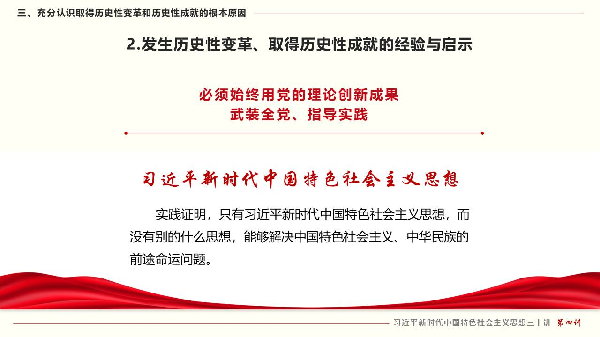 三、充分认识取得历史性变革和历史性成就的根本原因
2.发生历史性变革、取得历史性成就的经验与启示
必须始终用党的理论创新成果
武装全党、指导实践
习近平新时代中国特色社会主义思想
实践证明，只有习近平新时代中国特色社会主义思想，而
没有别的什么思想，能够解决中国特色社会主义、中华民族的
前途命运问题。
习近平新时代中国特色社会主义思想三十讲 第四讲